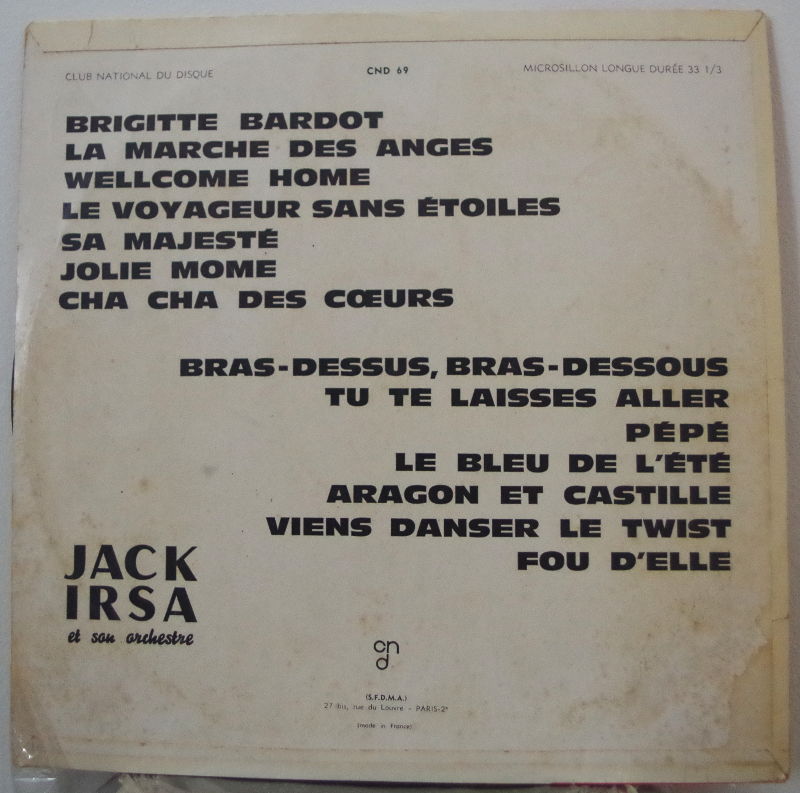 CLUB NATIONAL DU DISQUE
CND 69
MICROSILLON LONGUE DURÉE 33 1/3
BRIGITTE BARDOT
LA MARCHE DES ANGES
WELLCOME HOME
LE VOYAGEUR SANS ÉTOILES
SA MAJESTÉ
JOLIE MOME
CHA CHA DES CŒURS
BRAS-DESSUS, BRAS-DESSOUS
TU TE LAISSES ALLER
PÉPÉ
LE BLEU DE L'ÉTÉ
ARAGON ET CASTILLE
VIENS DANSER LE TWIST
FOU D'ELLE
JACK
IRSA
et son orchestre
cn
d
(S.F.D.M.A.)
27 bis, rue du Louvre - PARIS-2e
(made in France)